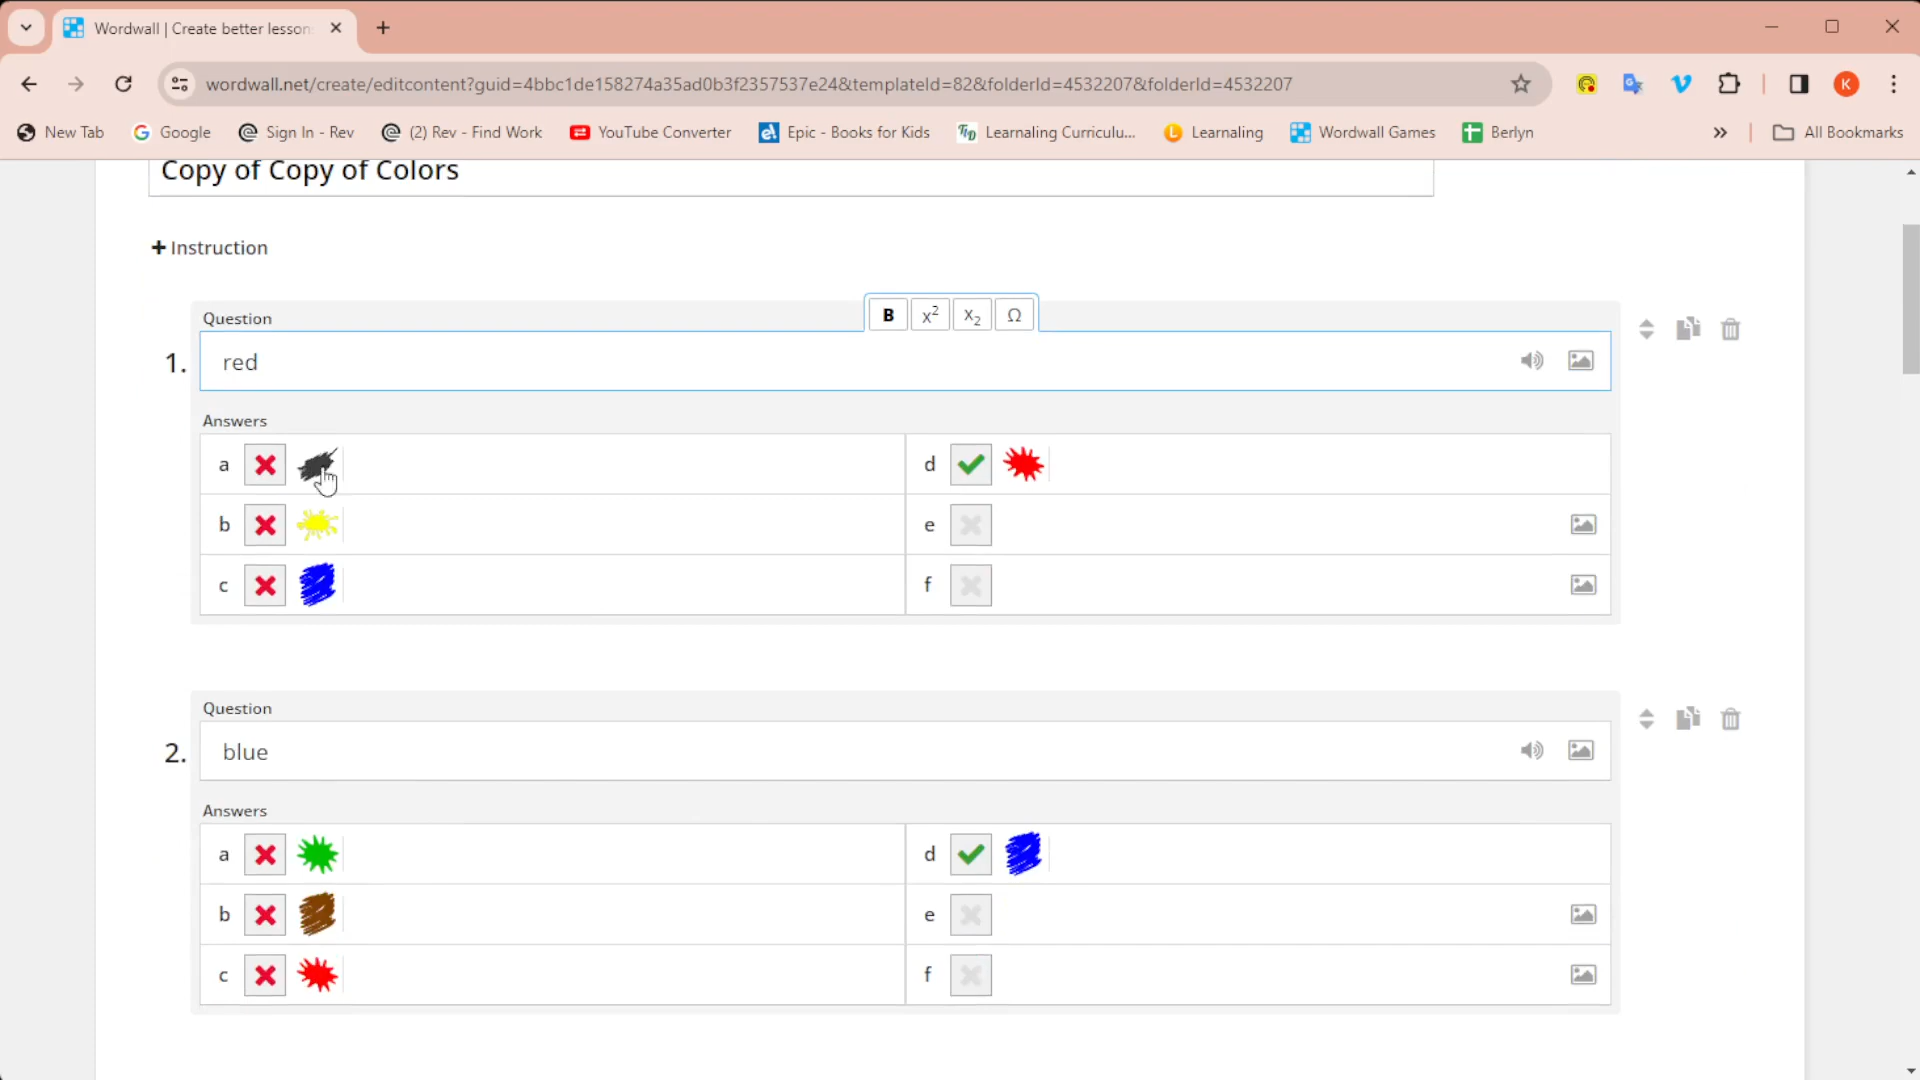 Wordwall | Create better lesson
wordwall.net/create/editcontent?guid=4bbc1de158274a35ad0b3f2357537e24&templateId=82&folderId=4532207&folderId=4532207
K
New Tab
Google
Sign In - Rev
(2) Rev - Find Work
YouTube Converter
Epic - Books for Kids
Learnaling Curriculu...
Learnaling
Wordwall Games
Berlyn
»
All Bookmarks
Copy of Copy of Colors
+ Instruction
Question
B x² x₂ Ω
1. red
Answers
a
d
b
e
c
f
Question
2. blue
Answers
a
d
b
e
c
f